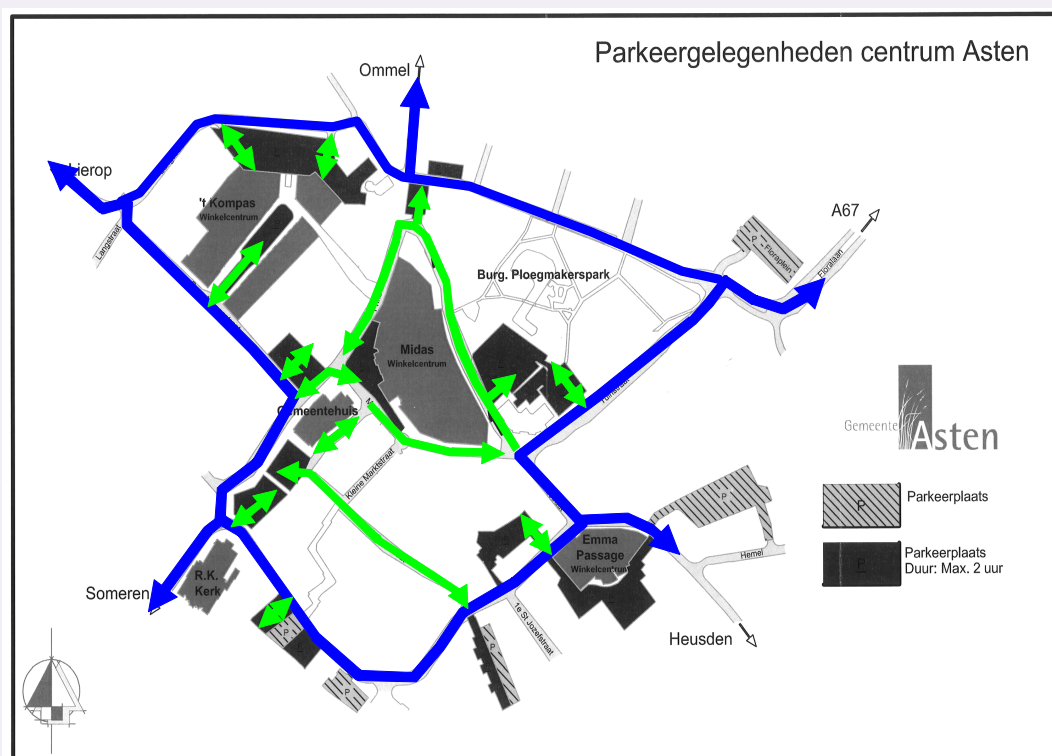 Parkeergelegenheden centrum Asten
Ommel
Lierop
't Kompas
Winkelcentrum
Langstraat
A67
P
Floraplein
Floralaan
Burg. Ploegmakerspark
Midas
Winkelcentrum
Gemeentehuis
Kleine Marktstraat
Gemeente
Asten
P
Parkeerplaats
P
Parkeerplaats
Duur: Max. 2 uur
P
Hemel
Emma
Passage
Winkelcentrum
R.K.
Kerk
Someren
1e St Jozefstraat
Heusden
P
P
P
P